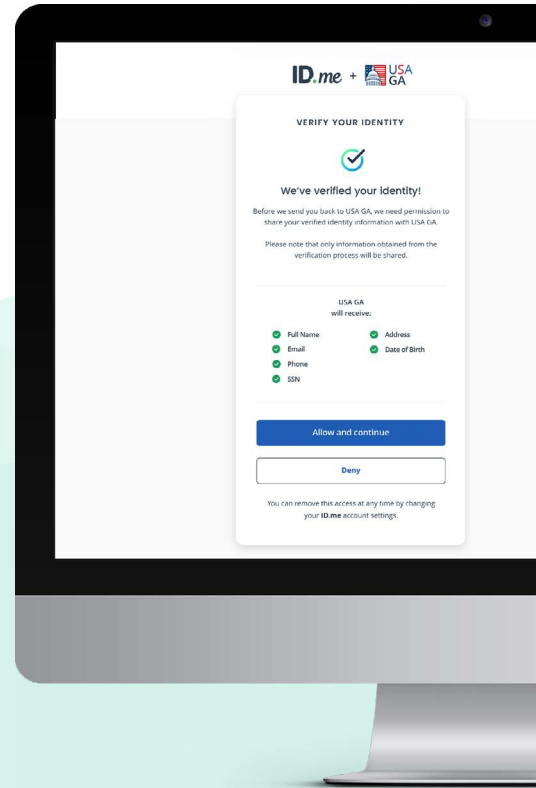 ID.me + USA
GA
VERIFY YOUR IDENTITY
We've verified your identity!
Before we send you back to USA GA, we need permission to
share your verified identity information with USA GA.
Please note that only information obtained from the
verification process will be shared.
USA GA
will receive:
Full Name
Email
Phone
SSN
Address
Date of Birth
Allow and continue
Deny
You can remove this access at any time by changing
your ID.me account settings.